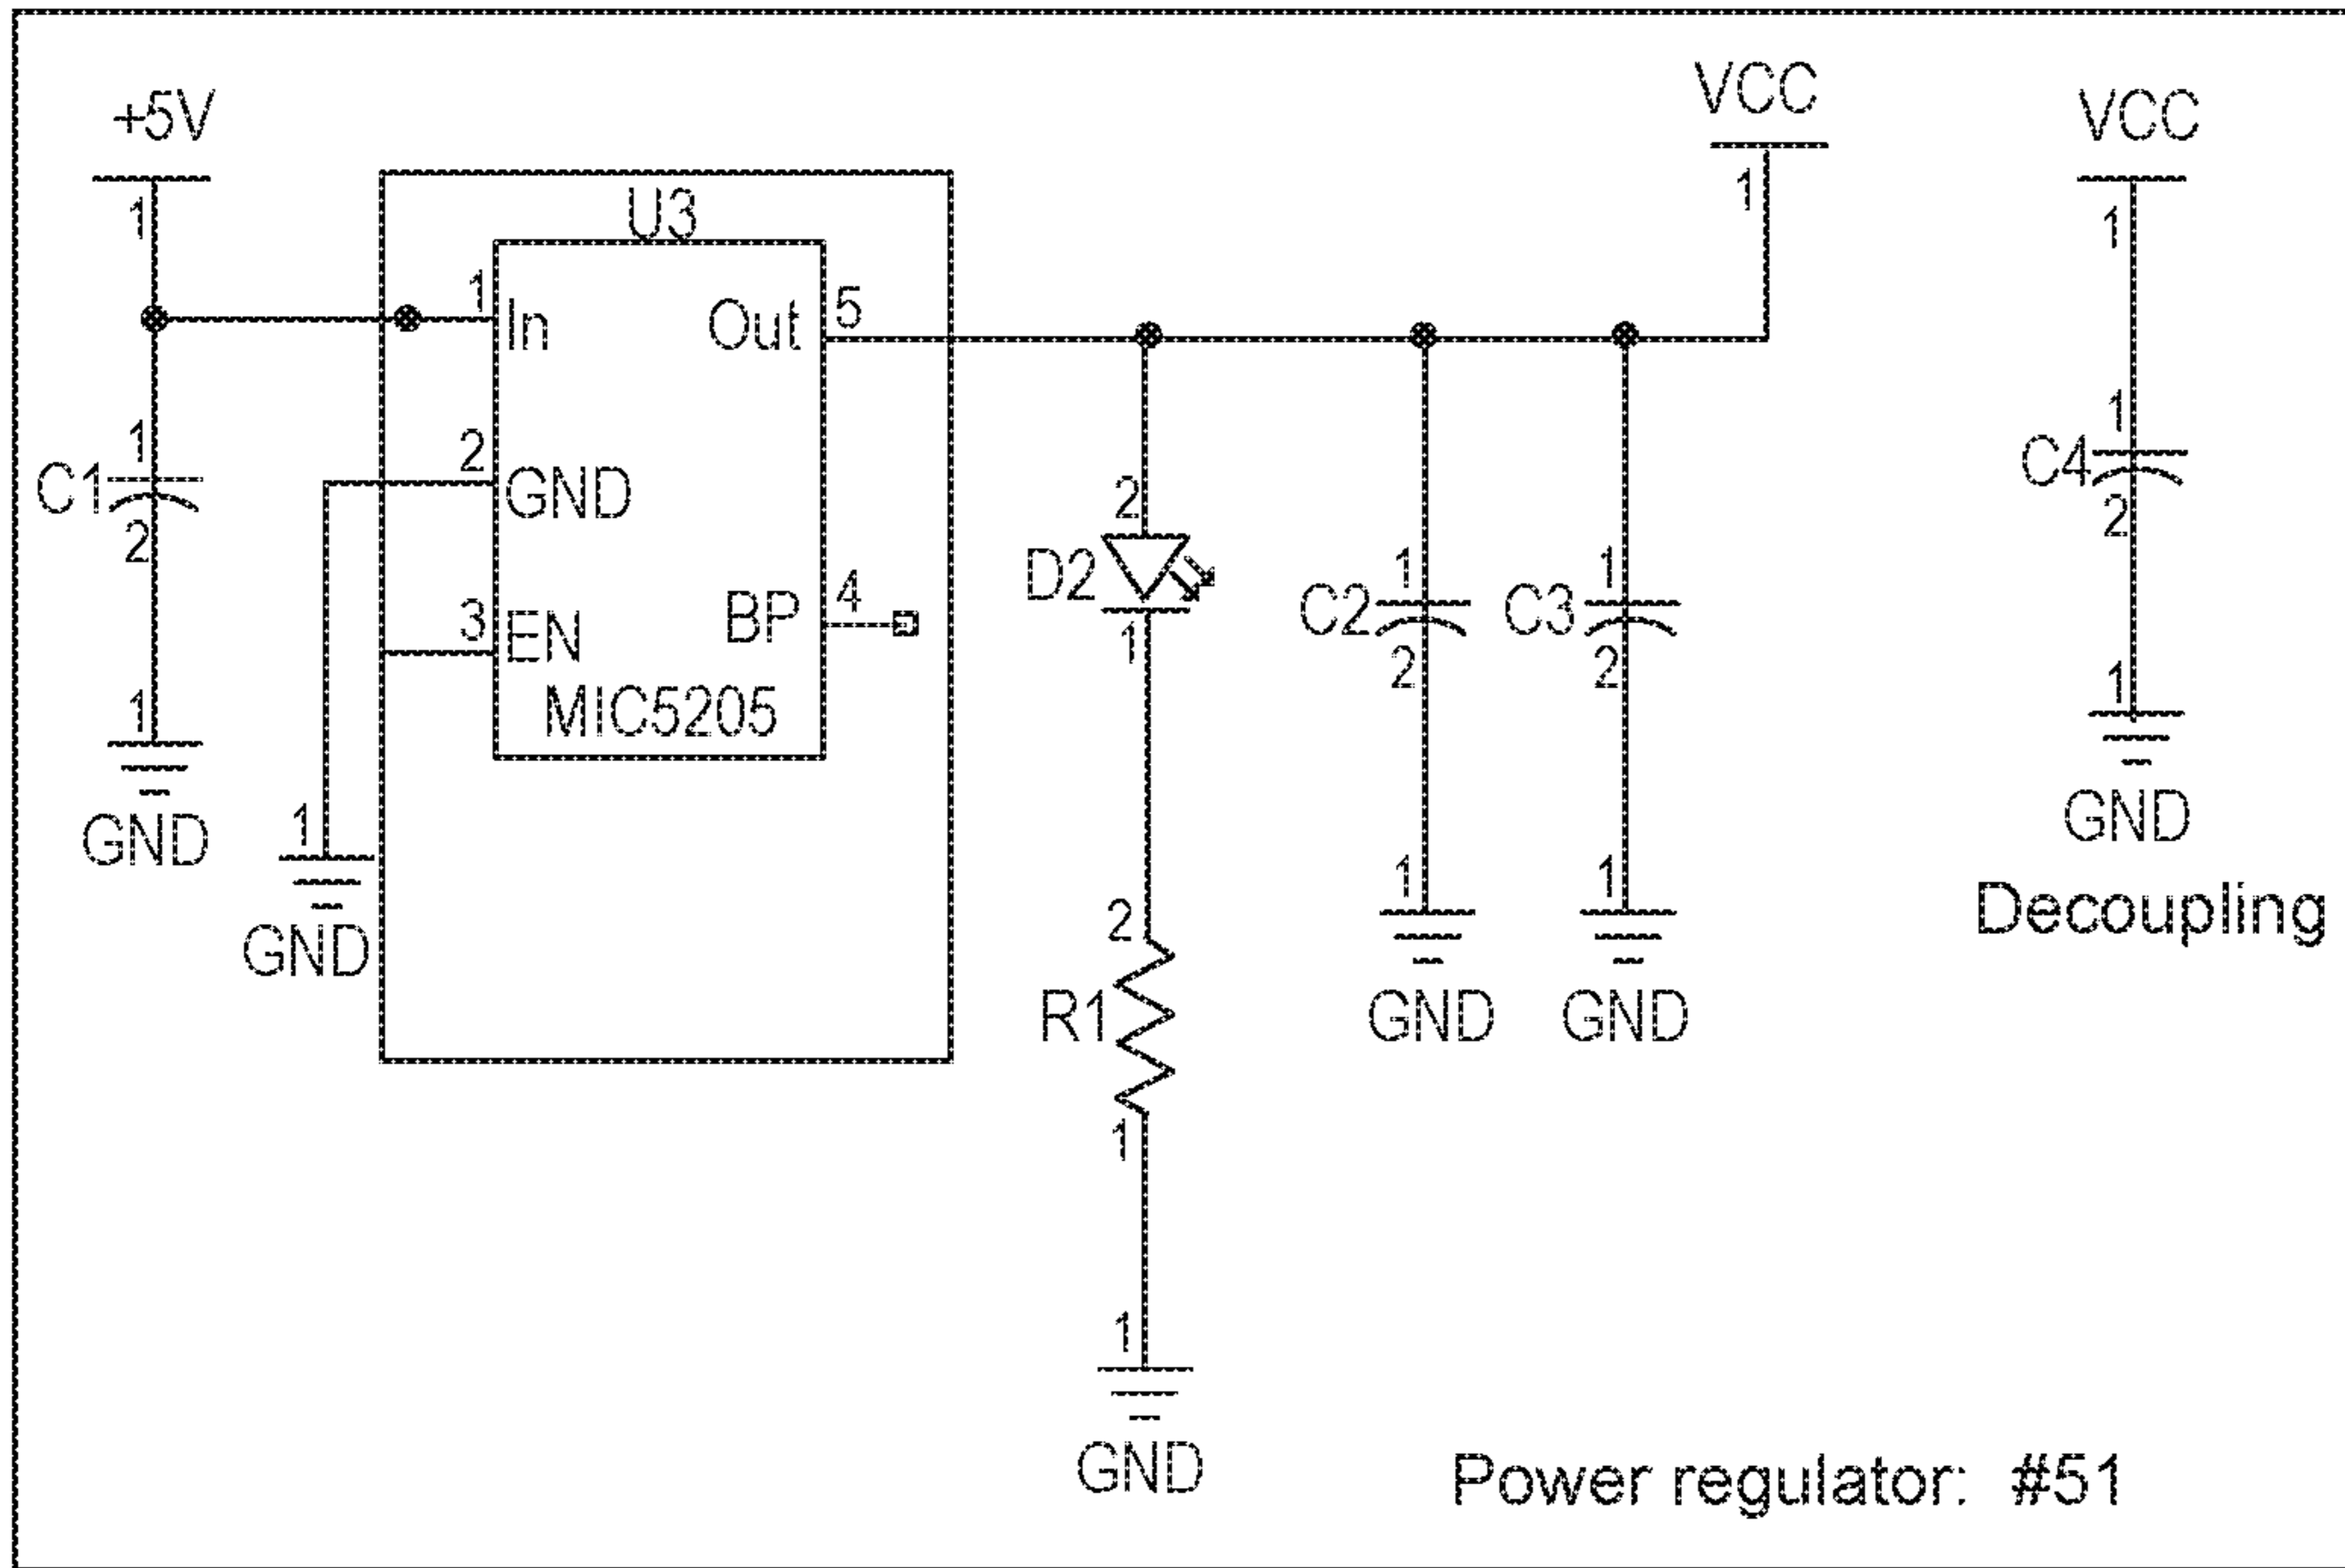 +5V
VCC
VCC
1
1
1
U3
1
In
Out
5
1
C1
2
2
GND
1
C4
2
2
D2
1
3
EN
BP
4
1
C2
2
1
C3
2
MIC5205
1
GND
1
GND
1
GND
Decoupling
2
R1
1
1
GND
1
GND
1
GND
Power regulator: #51